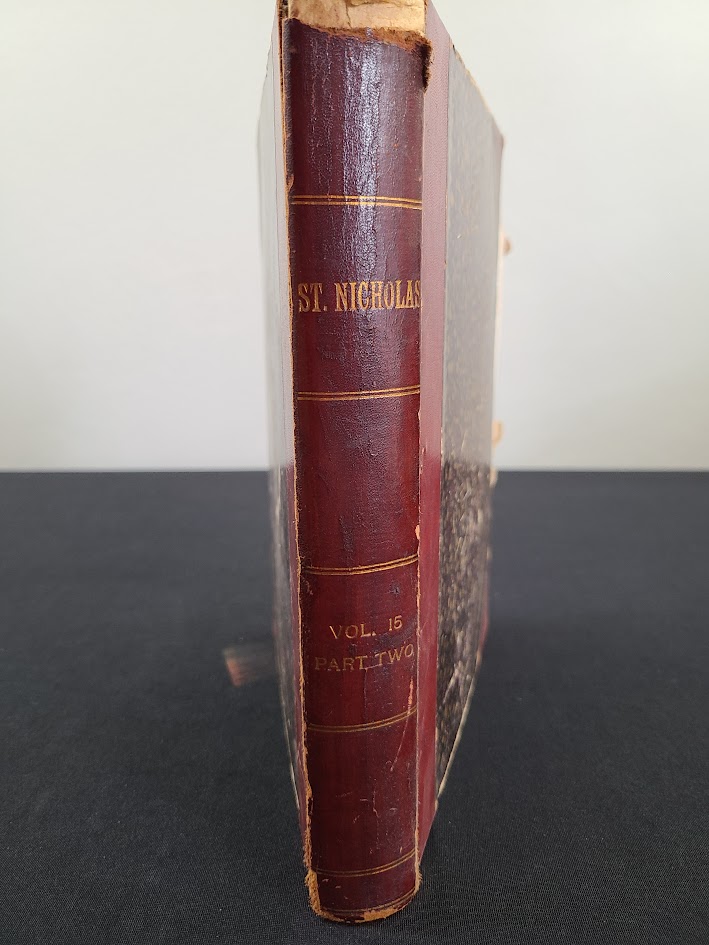 ST. NICHOLAS
VOL. 15
PART TWO